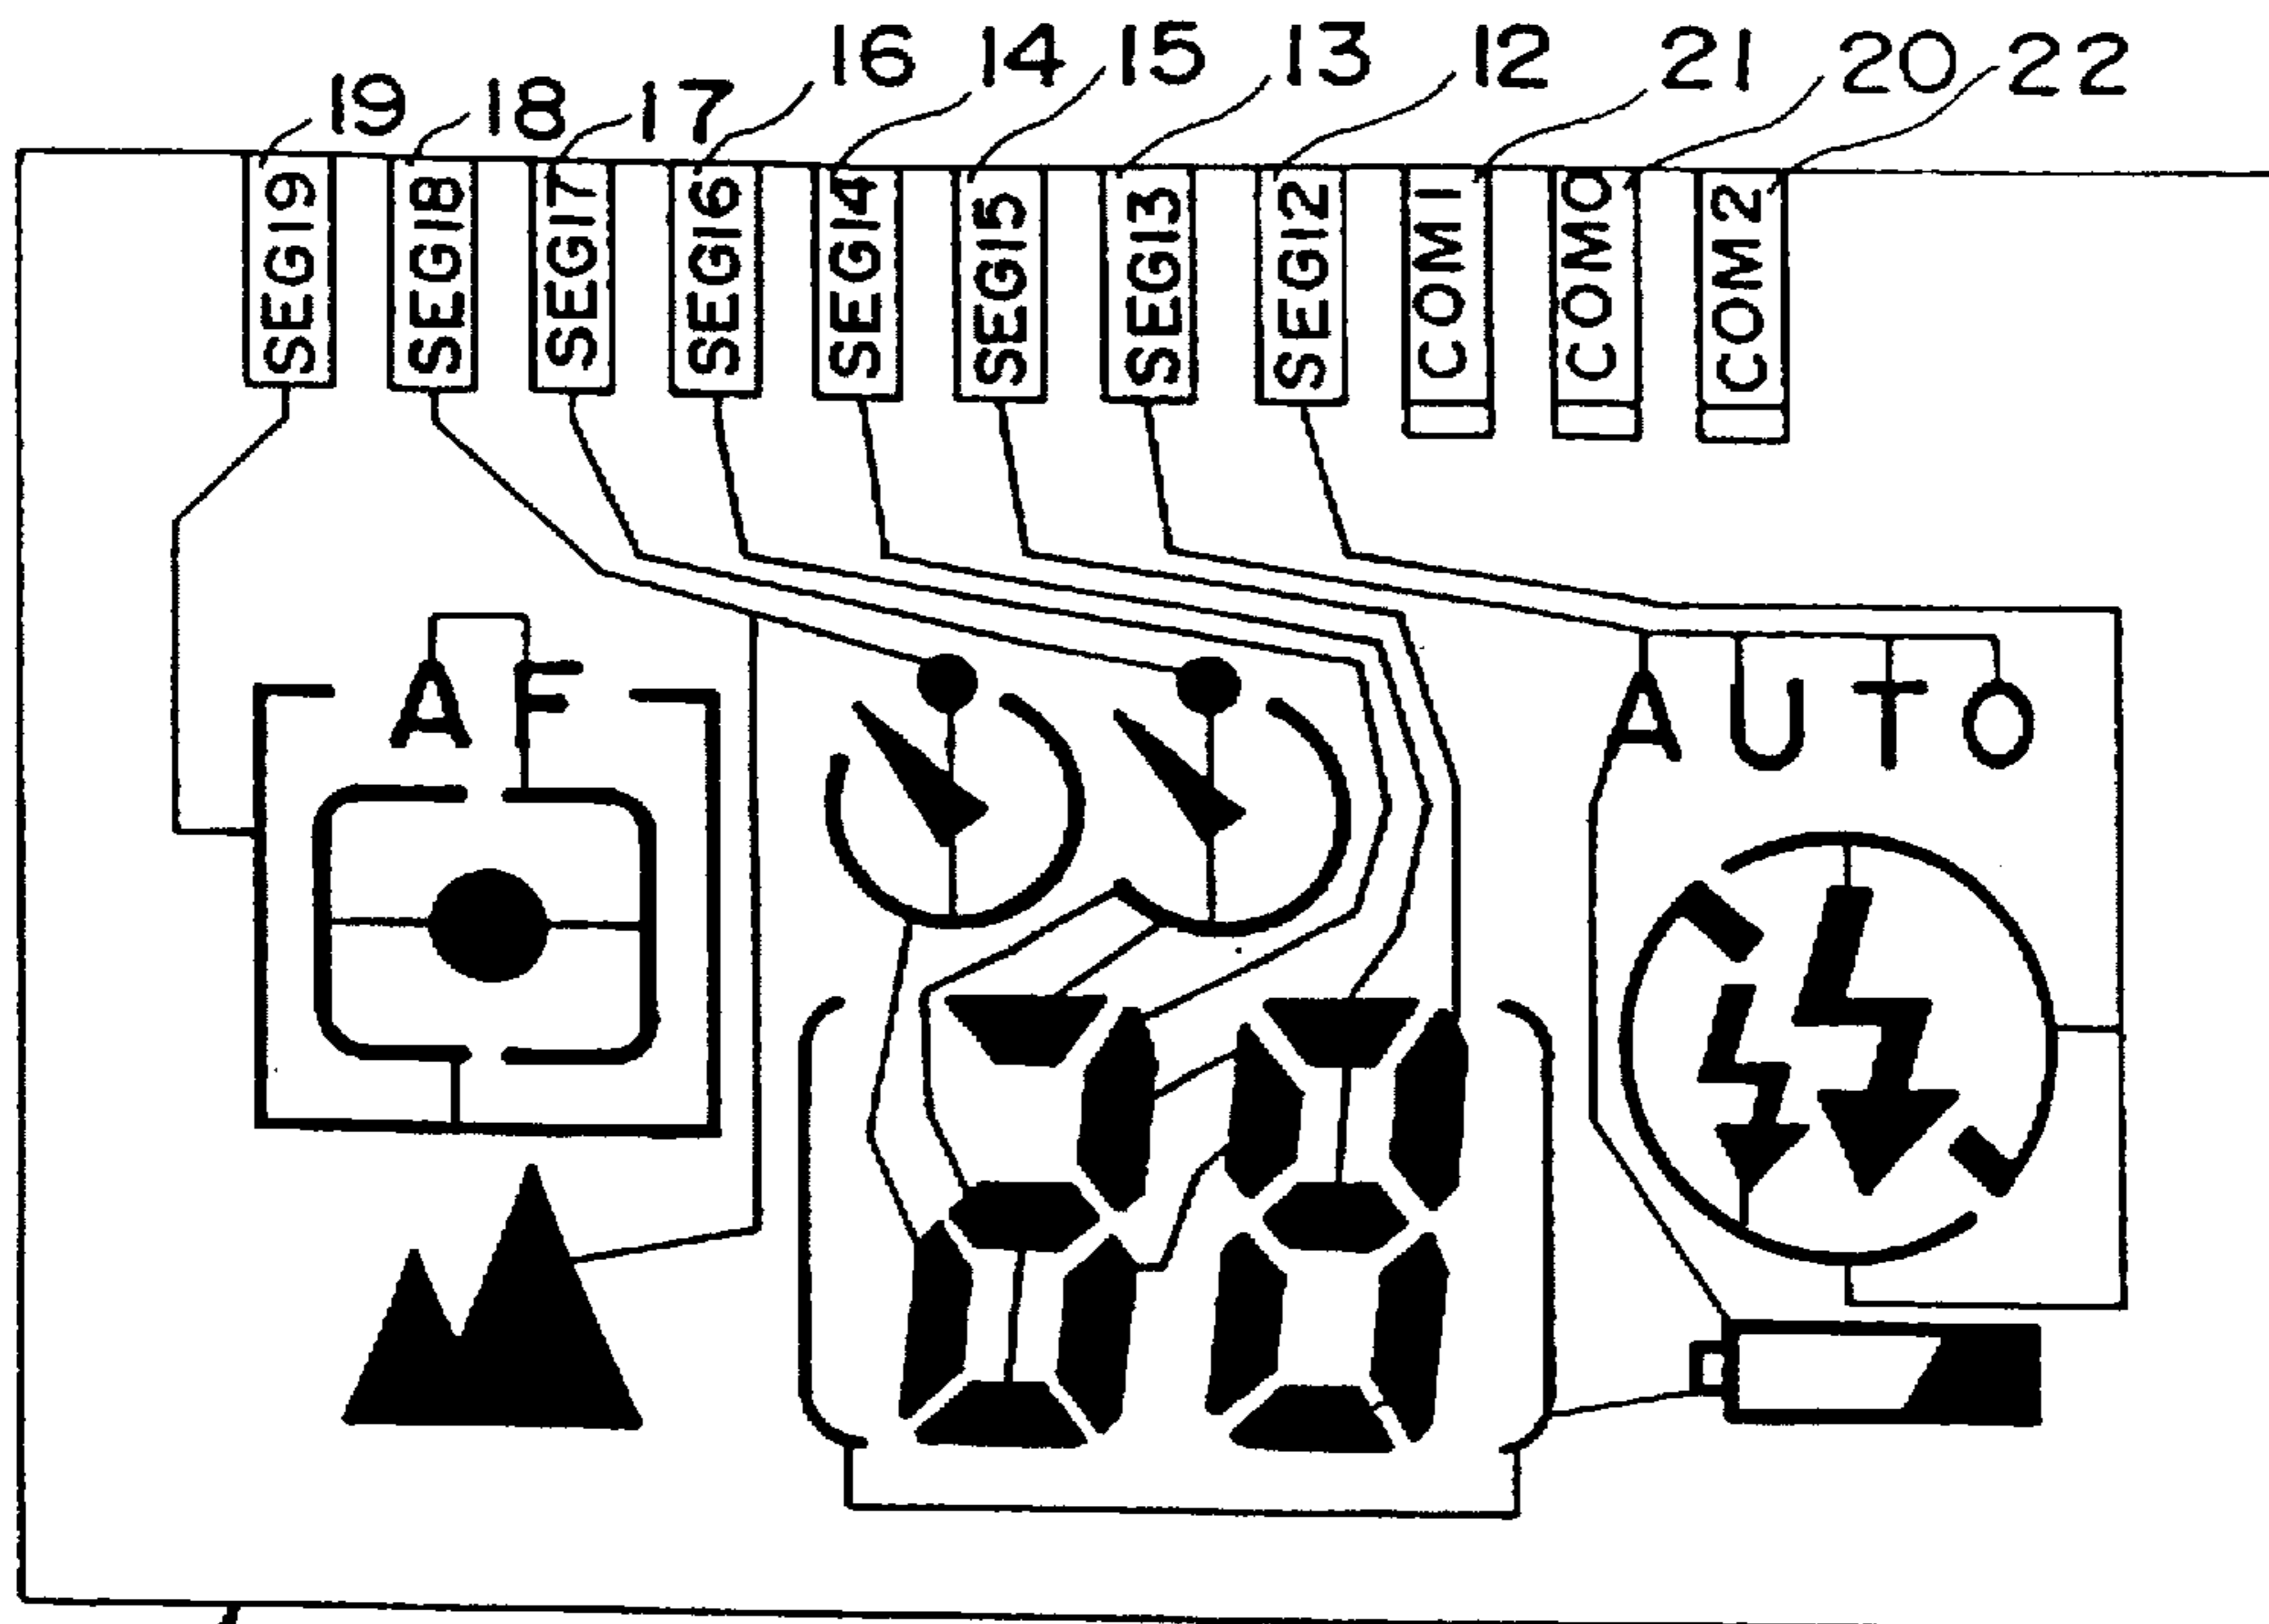 19 18 17 16 14 15 13 12 21 20 22
SEG19 SEG18 SEG17 SEG16 SEG14 SEG15 SEG13 SEG12 COM1 COM0 COM2
AF AUTO